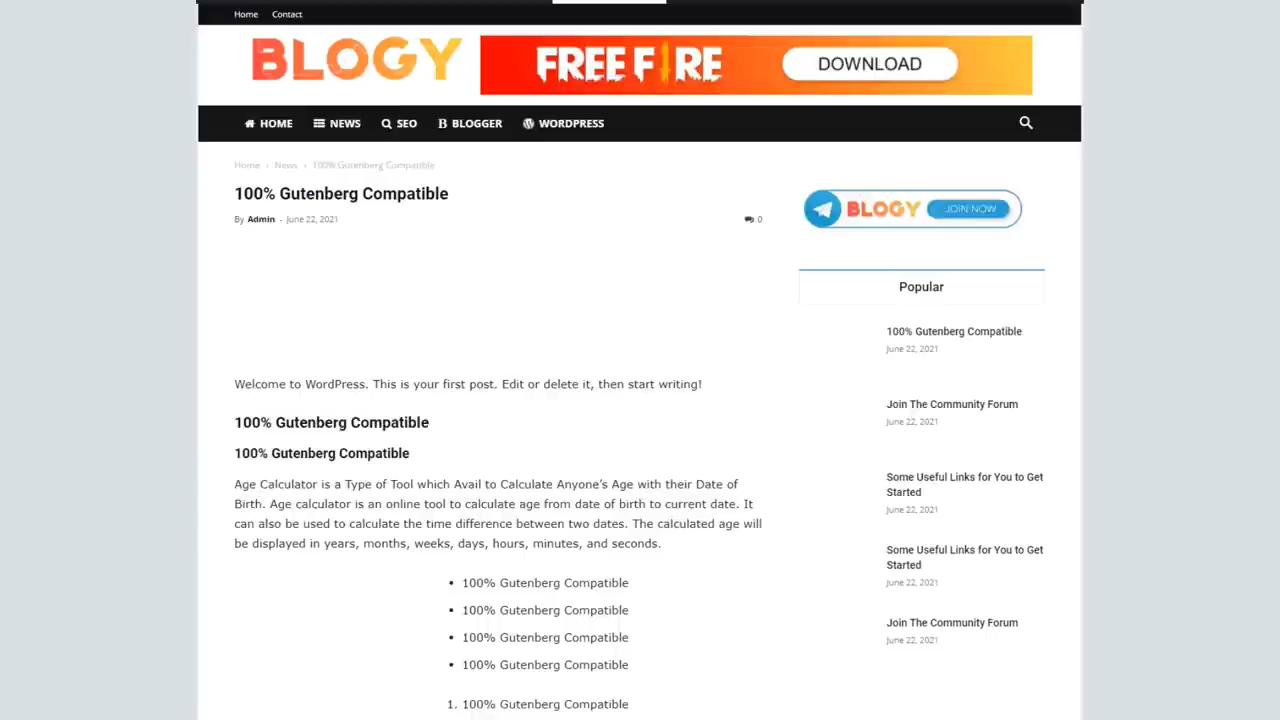 Home Contact
BLOGY
FREE FIRE
DOWNLOAD
HOME NEWS SEO BLOGGER WORDPRESS
Home › News › 100% Gutenberg Compatible
100% Gutenberg Compatible
By Admin - June 22, 2021 0
BLOGY JOIN NOW
Popular
100% Gutenberg Compatible
June 22, 2021
Join The Community Forum
June 22, 2021
Some Useful Links for You to Get
Started
June 22, 2021
Some Useful Links for You to Get
Started
June 22, 2021
Join The Community Forum
June 22, 2021
Welcome to WordPress. This is your first post. Edit or delete it, then start writing!
100% Gutenberg Compatible
100% Gutenberg Compatible
Age Calculator is a Type of Tool which Avail to Calculate Anyone’s Age with their Date of
Birth. Age calculator is an online tool to calculate age from date of birth to current date. It
can also be used to calculate the time difference between two dates. The calculated age will
be displayed in years, months, weeks, days, hours, minutes, and seconds.
• 100% Gutenberg Compatible
• 100% Gutenberg Compatible
• 100% Gutenberg Compatible
• 100% Gutenberg Compatible
1. 100% Gutenberg Compatible